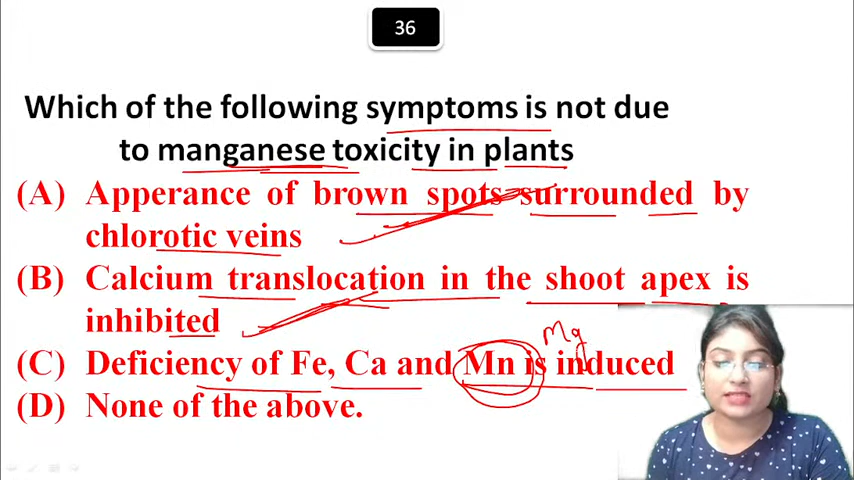 36
Which of the following symptoms is not due
to manganese toxicity in plants
(A) Apperance of brown spots surrounded by
chlorotic veins
(B) Calcium translocation in the shoot apex is
inhibited
Mg
(C) Deficiency of Fe, Ca and Mn is induced
(D) None of the above.